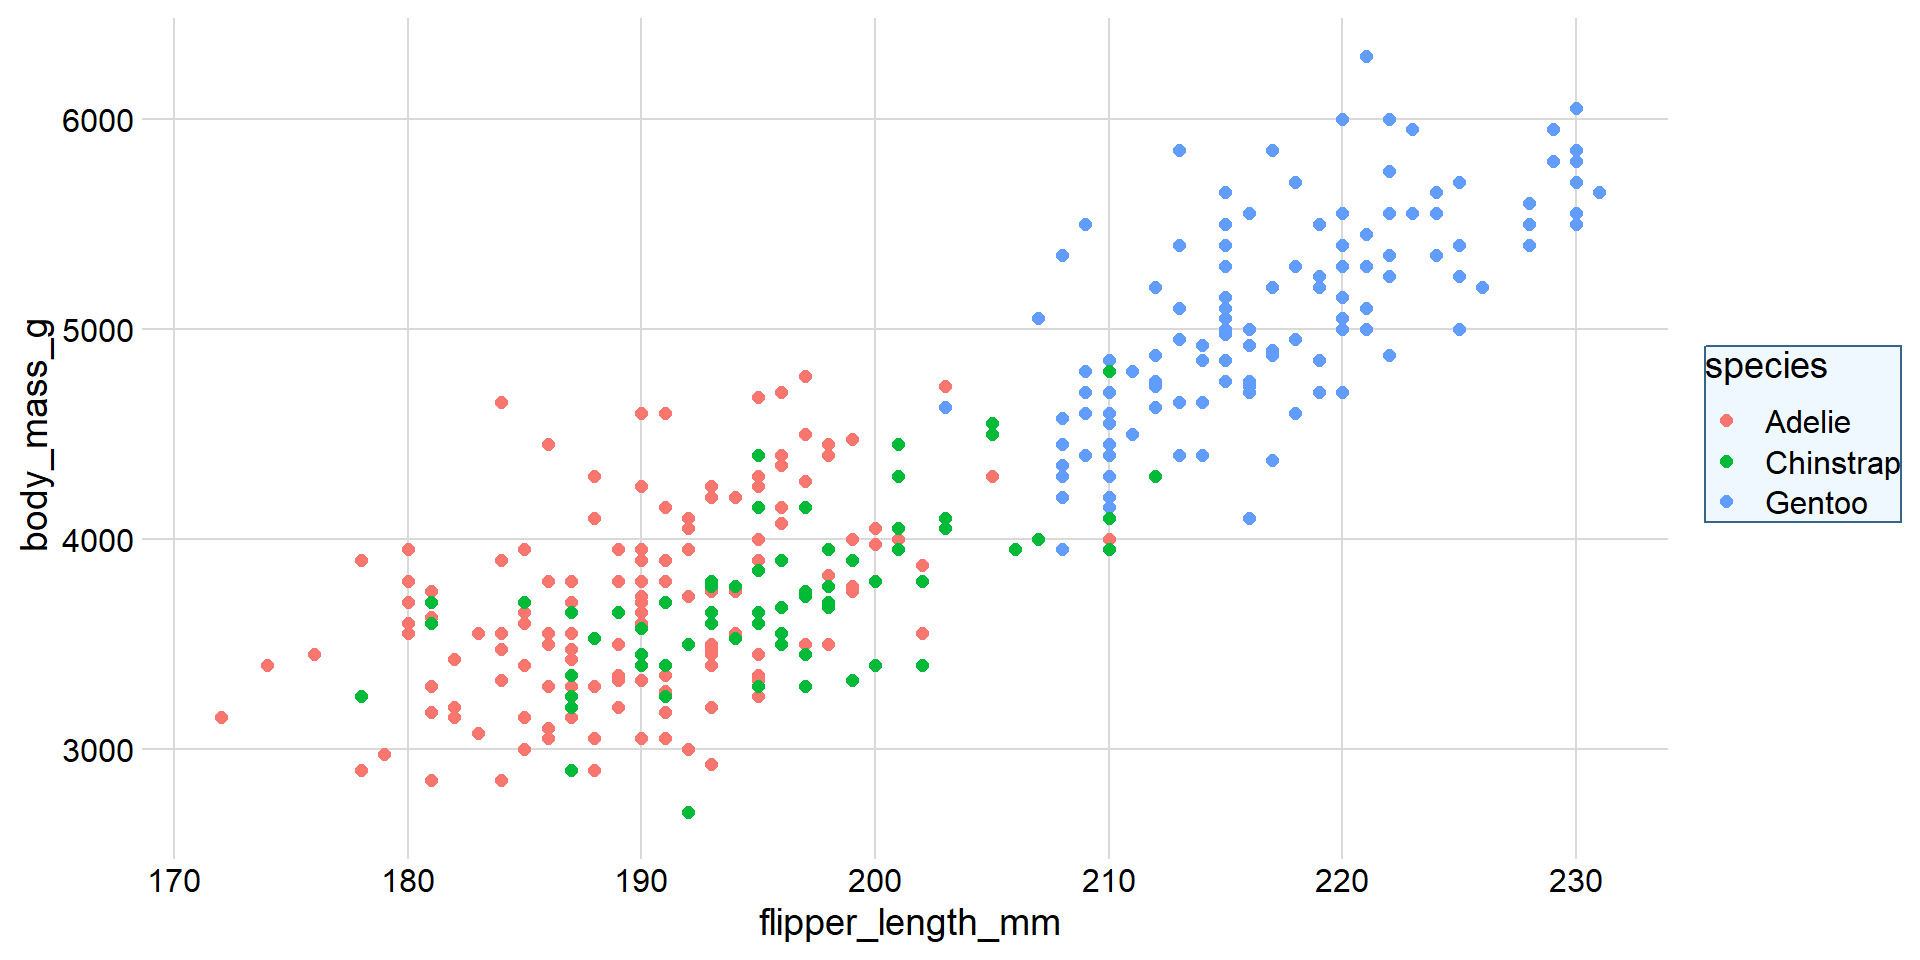 6000
5000
4000
3000
body_mass_g
170 180 190 200 210 220 230
flipper_length_mm
species
Adelie
Chinstrap
Gentoo